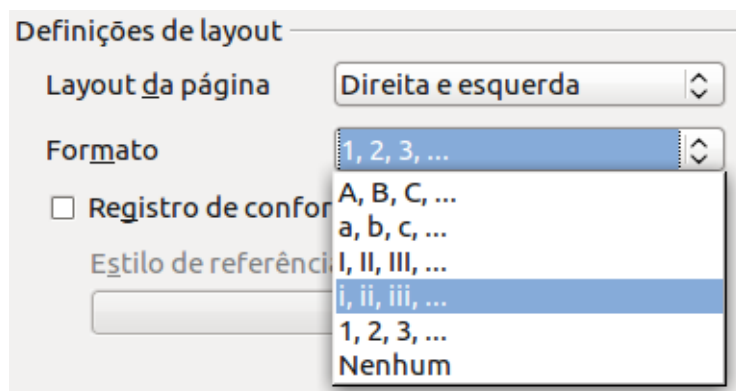 Definições de layout
Layout da página Direita e esquerda
Formato 1, 2, 3, ...
A, B, C, ...
Registro de confor a, b, c, ...
Estilo de referênci I, II, III, ...
i, ii, iii, ...
1, 2, 3, ...
Nenhum